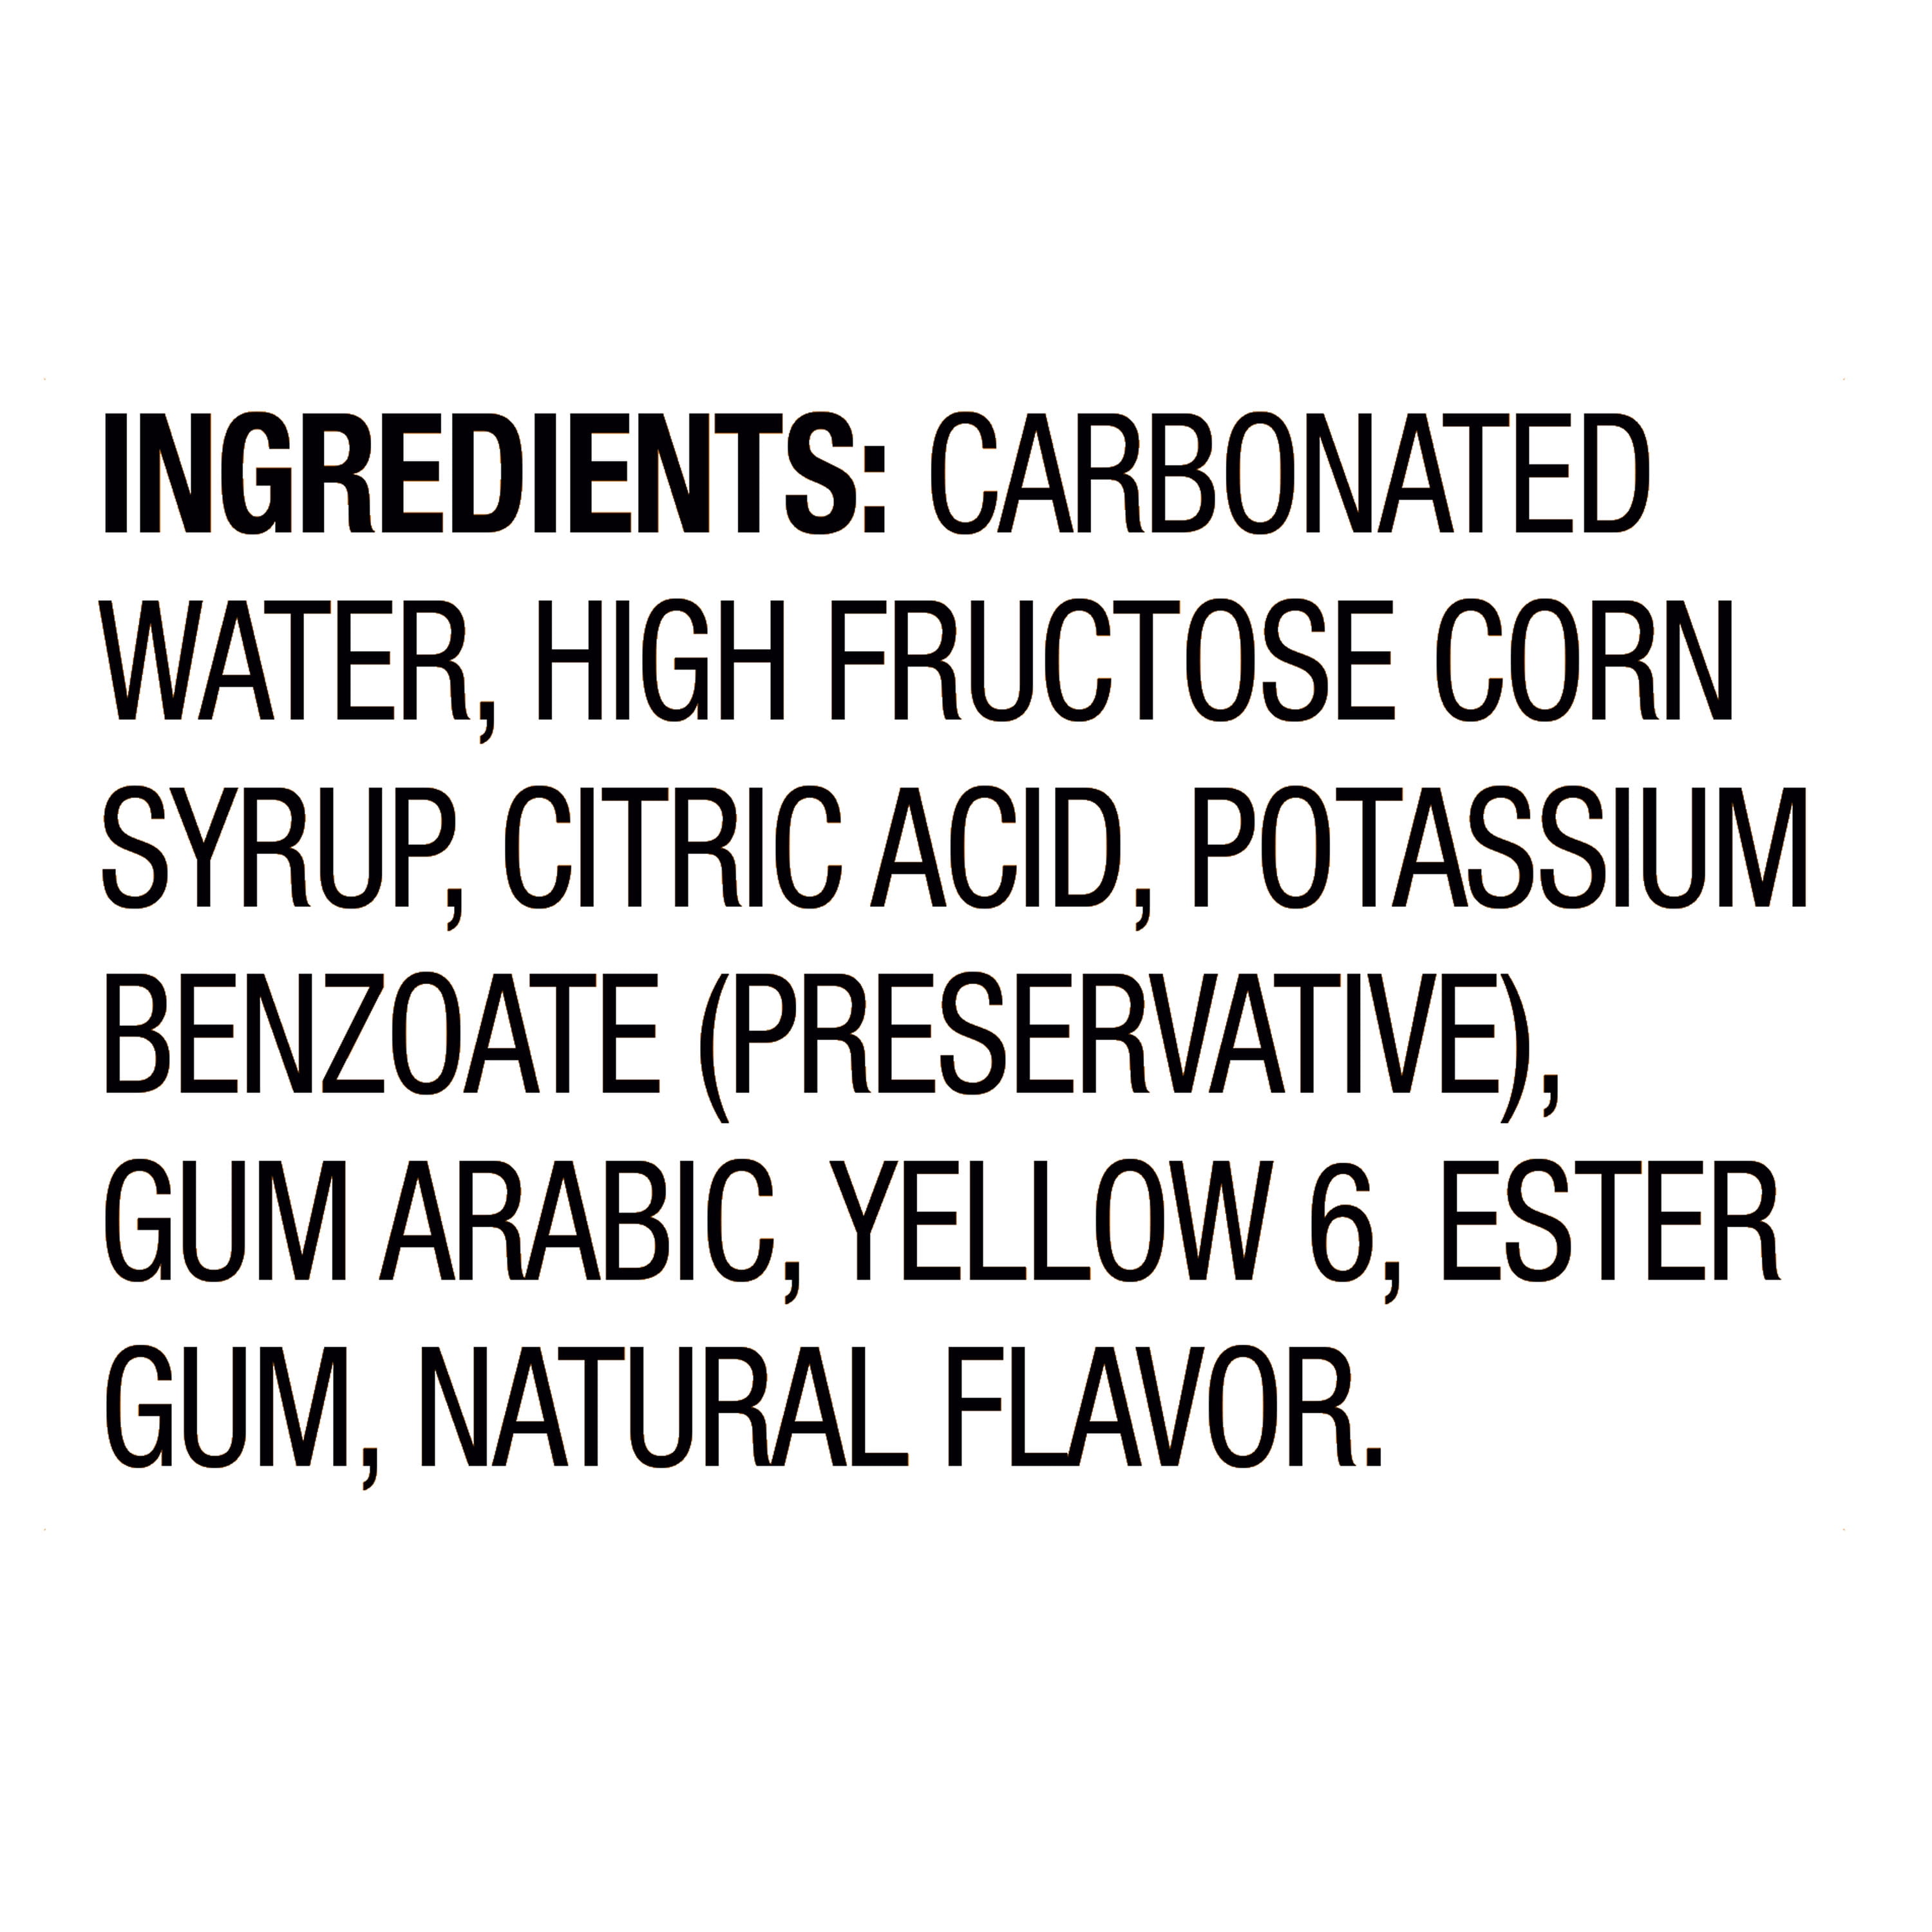 INGREDIENTS: CARBONATED
WATER, HIGH FRUCTOSE CORN
SYRUP, CITRIC ACID, POTASSIUM
BENZOATE (PRESERVATIVE),
GUM ARABIC, YELLOW 6, ESTER
GUM, NATURAL FLAVOR.